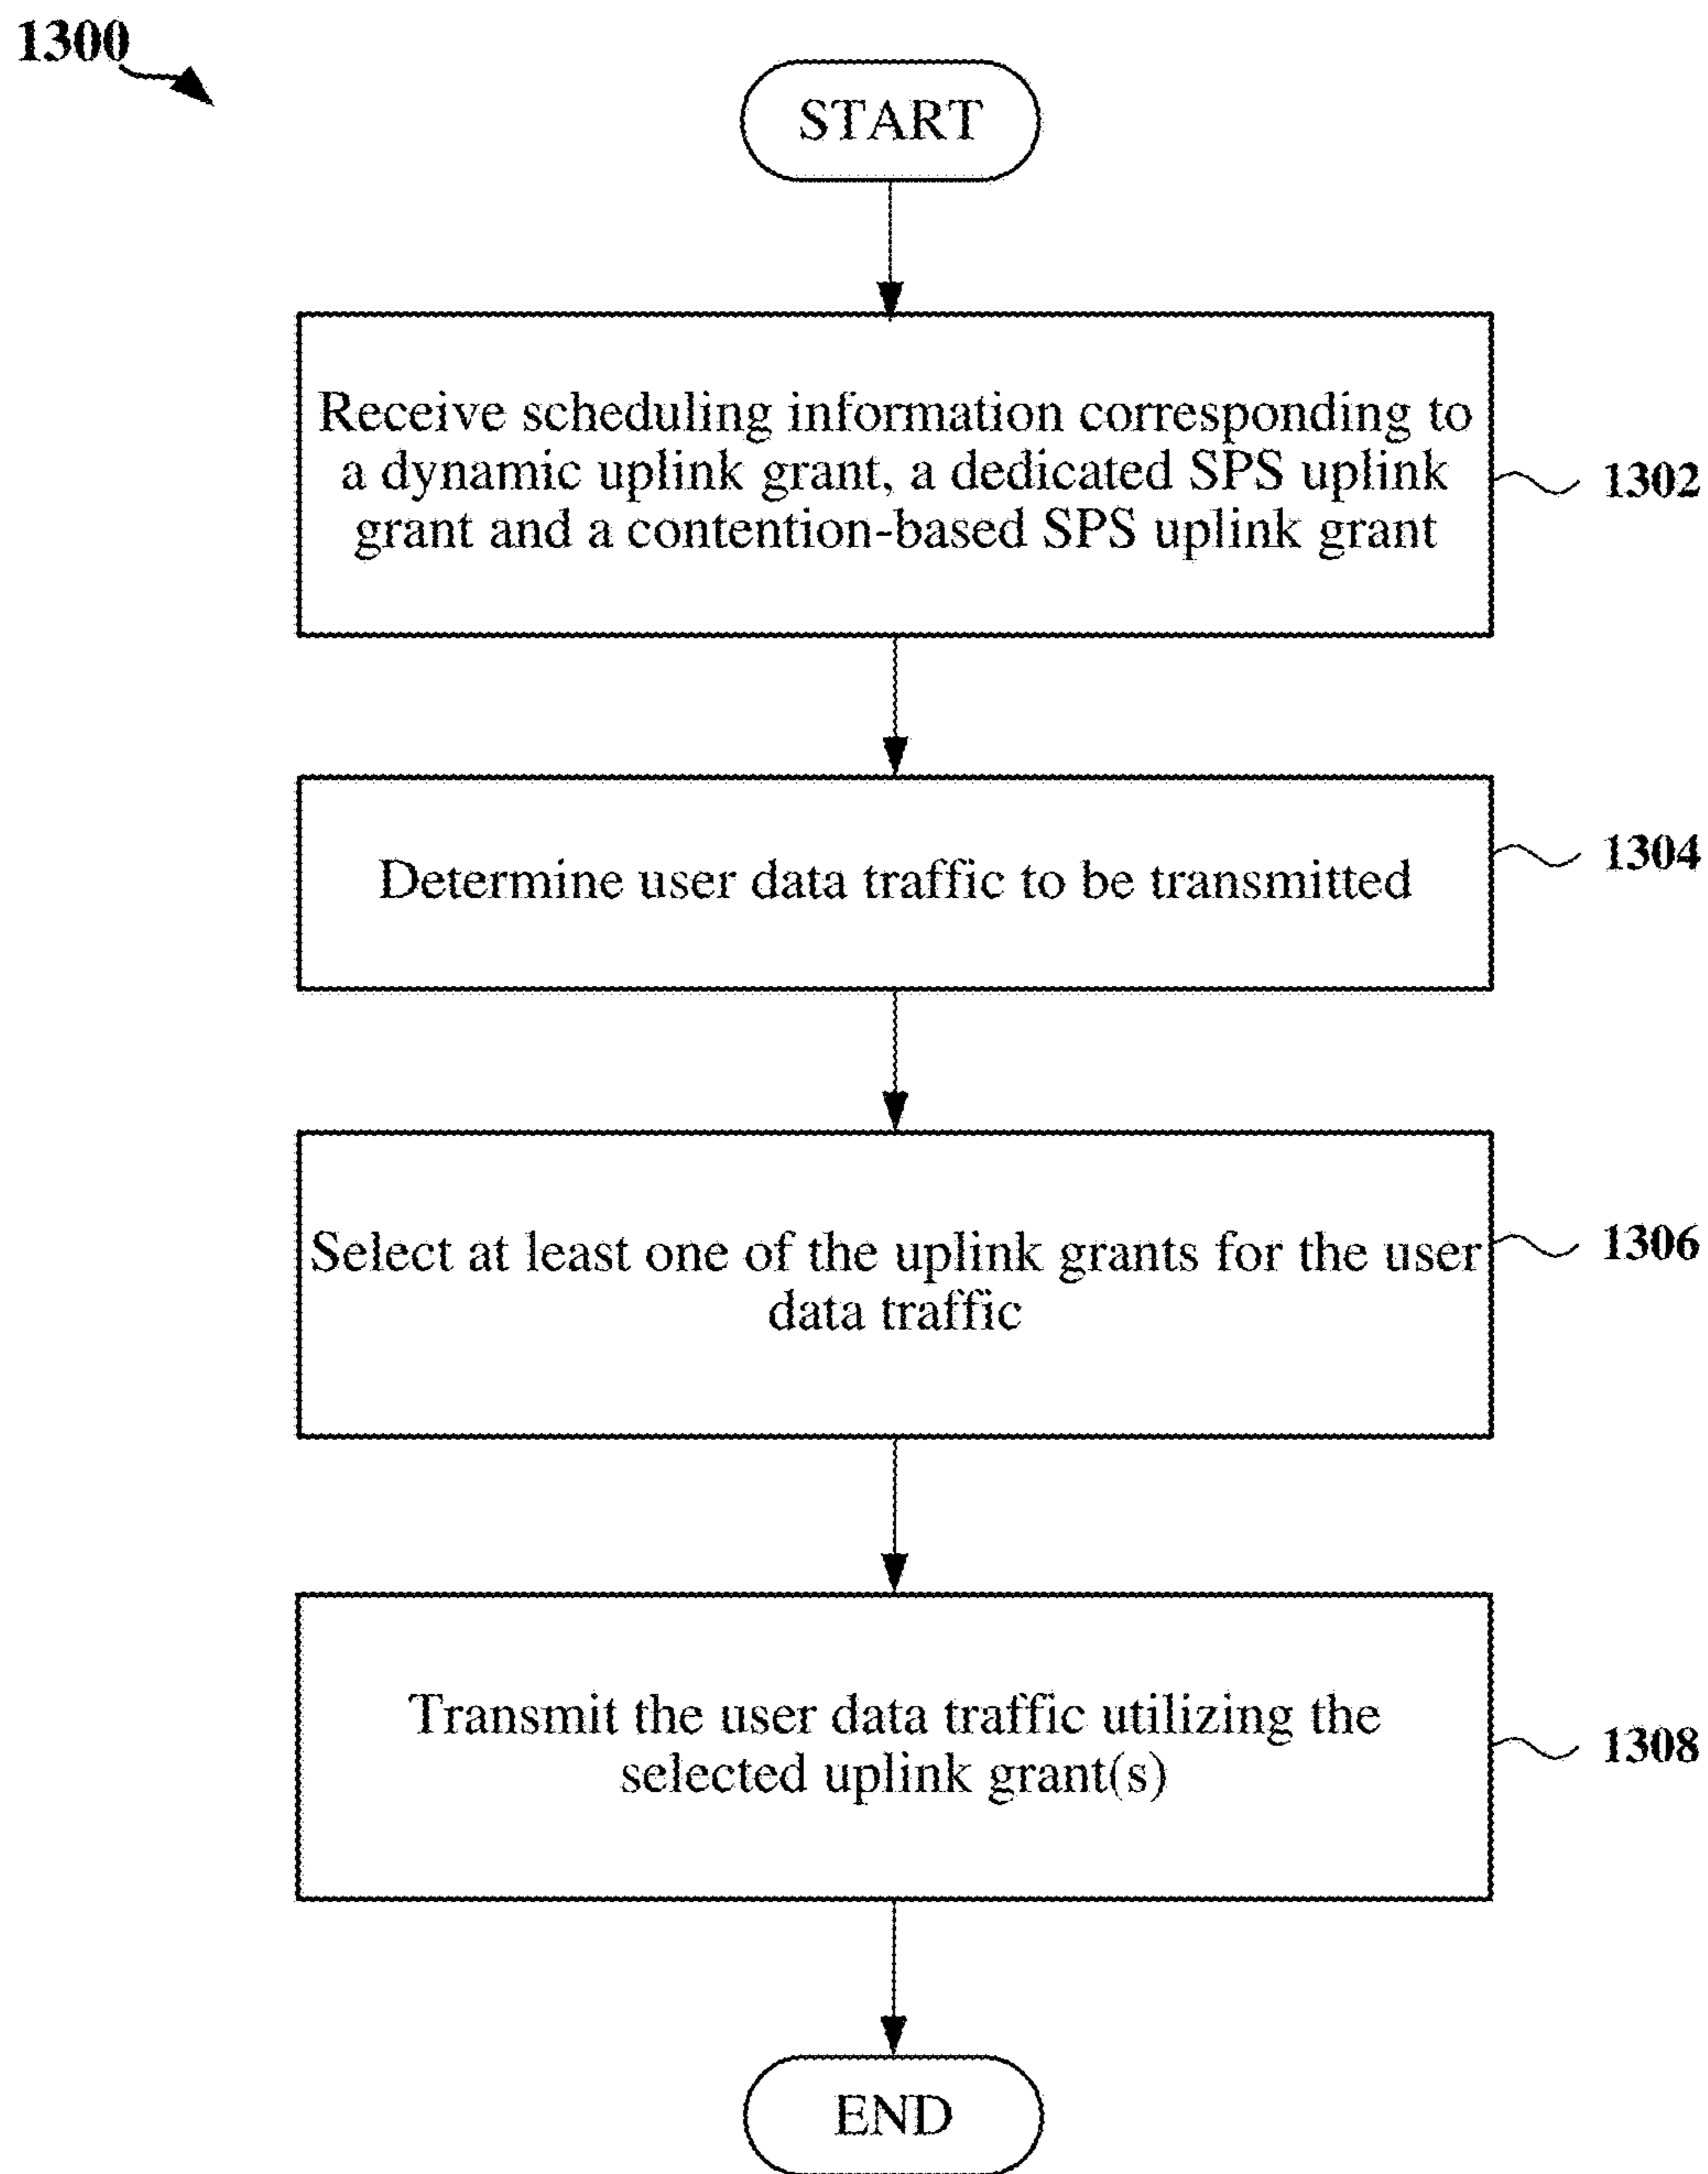 1300
START
Receive scheduling information corresponding to
a dynamic uplink grant, a dedicated SPS uplink
grant and a contention-based SPS uplink grant
1302
Determine user data traffic to be transmitted
1304
Select at least one of the uplink grants for the user
data traffic
1306
Transmit the user data traffic utilizing the
selected uplink grant(s)
1308
END